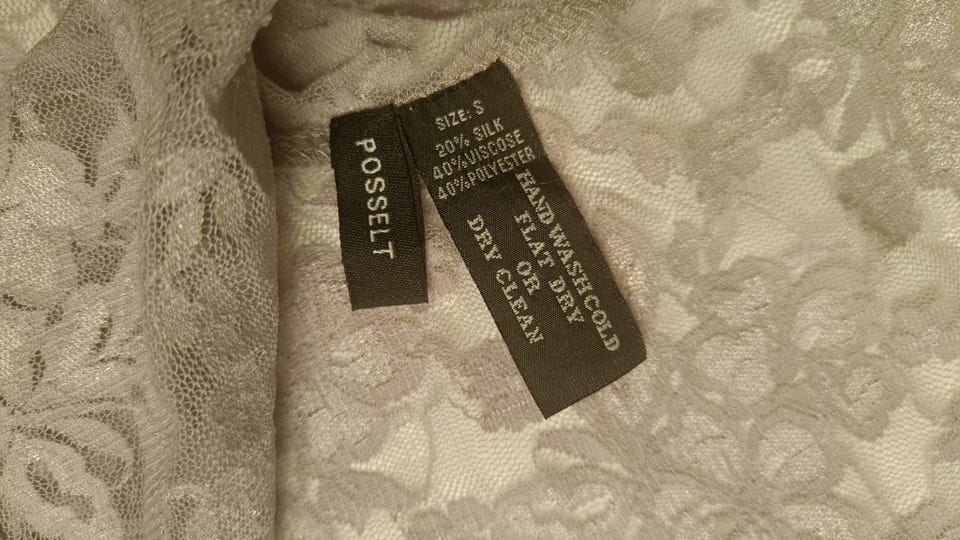 POSSELT
SIZE: S
20% SILK
40% VISCOSE
40% POLYESTER
HAND WASH COLD
FLAT DRY
OR
DRY CLEAN